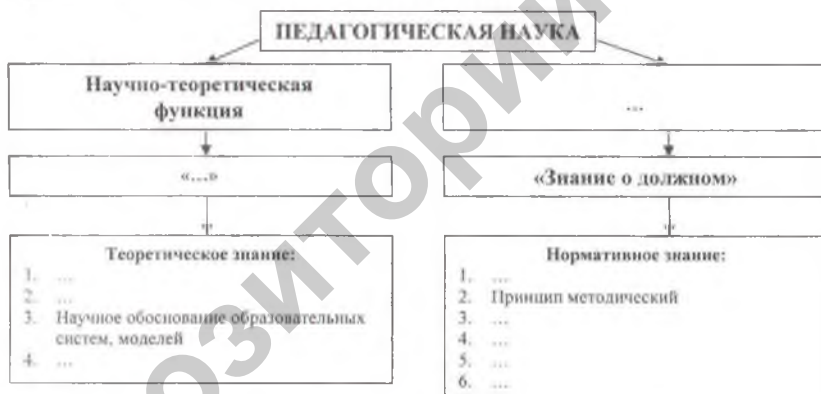 ПЕДАГОГИЧЕСКАЯ НАУКА
Научно-теоретическая
функция
...
«...»
«Знание о должном»
Теоретическое знание:
1. ...
2. ...
3. Научное обоснование образовательных
систем, моделей
4. ...
Нормативное знание:
1. ...
2. Принцип методический
3. ...
4. ...
5. ...
6. ...